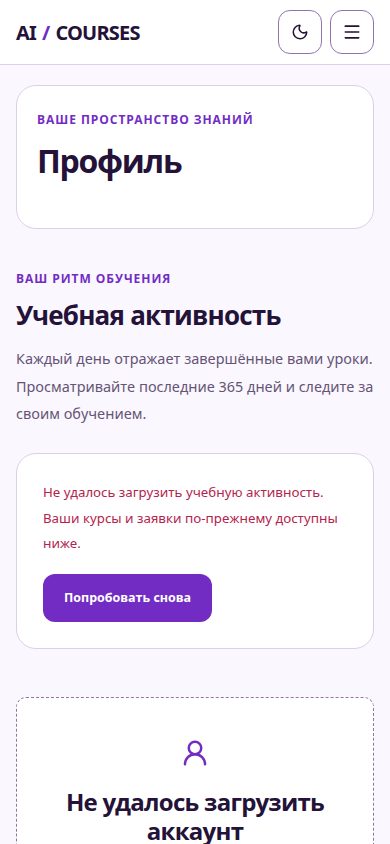 AI / COURSES
ВАШЕ ПРОСТРАНСТВО ЗНАНИЙ
Профиль
ВАШ РИТМ ОБУЧЕНИЯ
Учебная активность
Каждый день отражает завершённые вами уроки.
Просматривайте последние 365 дней и следите за
своим обучением.
Не удалось загрузить учебную активность.
Ваши курсы и заявки по-прежнему доступны
ниже.
Попробовать снова
Не удалось загрузить
аккаунт